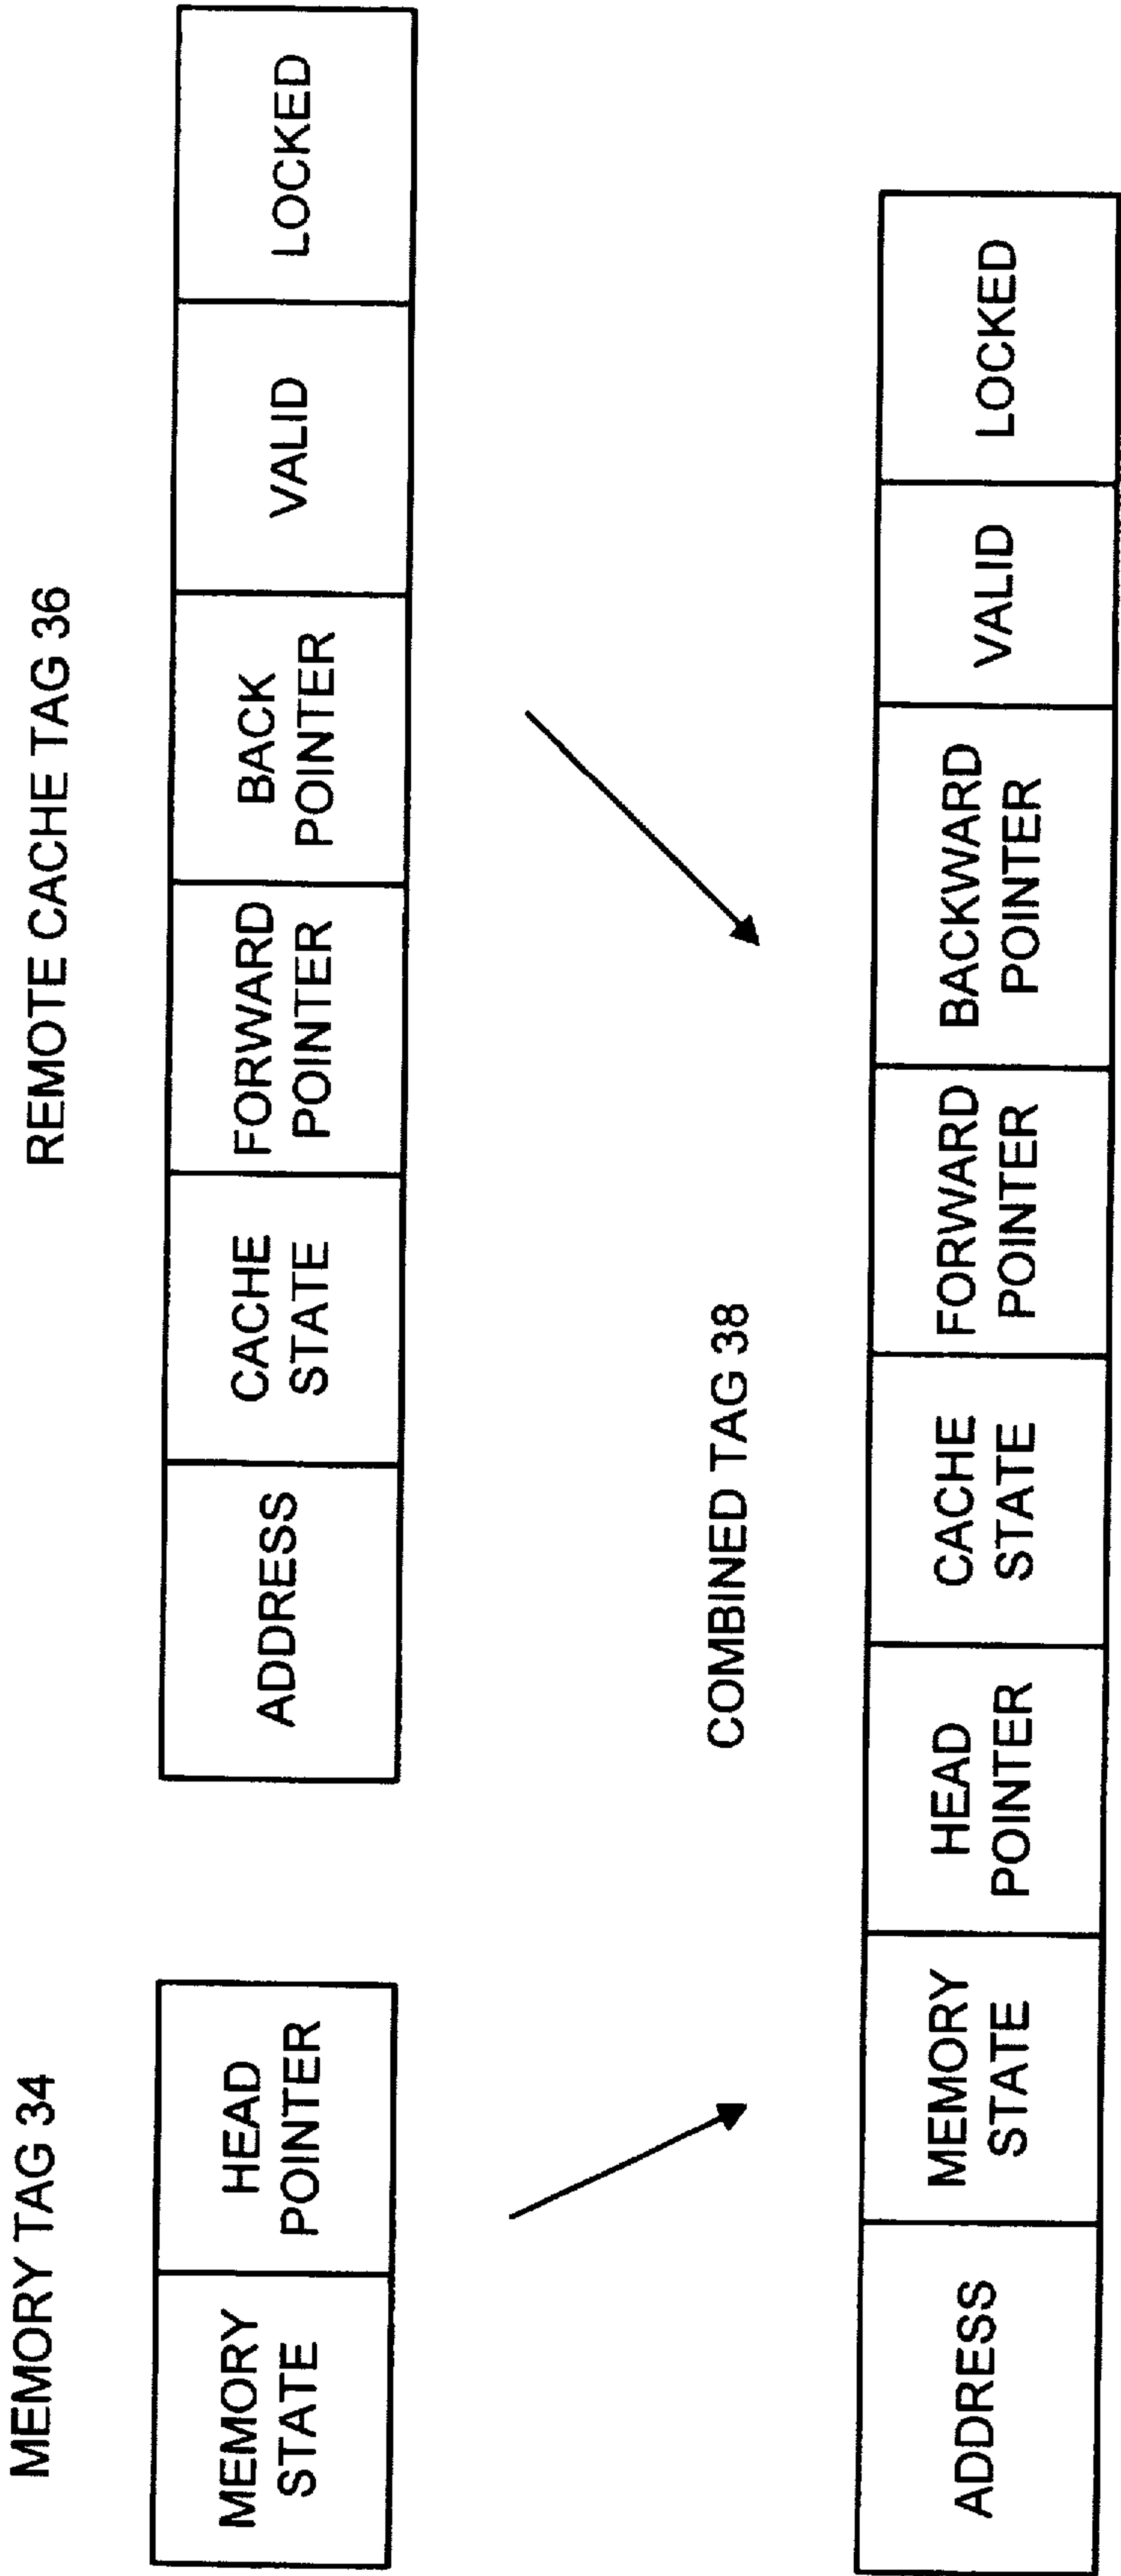 MEMORY TAG 34
MEMORY
STATE
HEAD
POINTER
REMOTE CACHE TAG 36
ADDRESS
CACHE
STATE
FORWARD
POINTER
BACK
POINTER
VALID
LOCKED
COMBINED TAG 38
ADDRESS
MEMORY
STATE
HEAD
POINTER
CACHE
STATE
FORWARD
POINTER
BACKWARD
POINTER
VALID
LOCKED